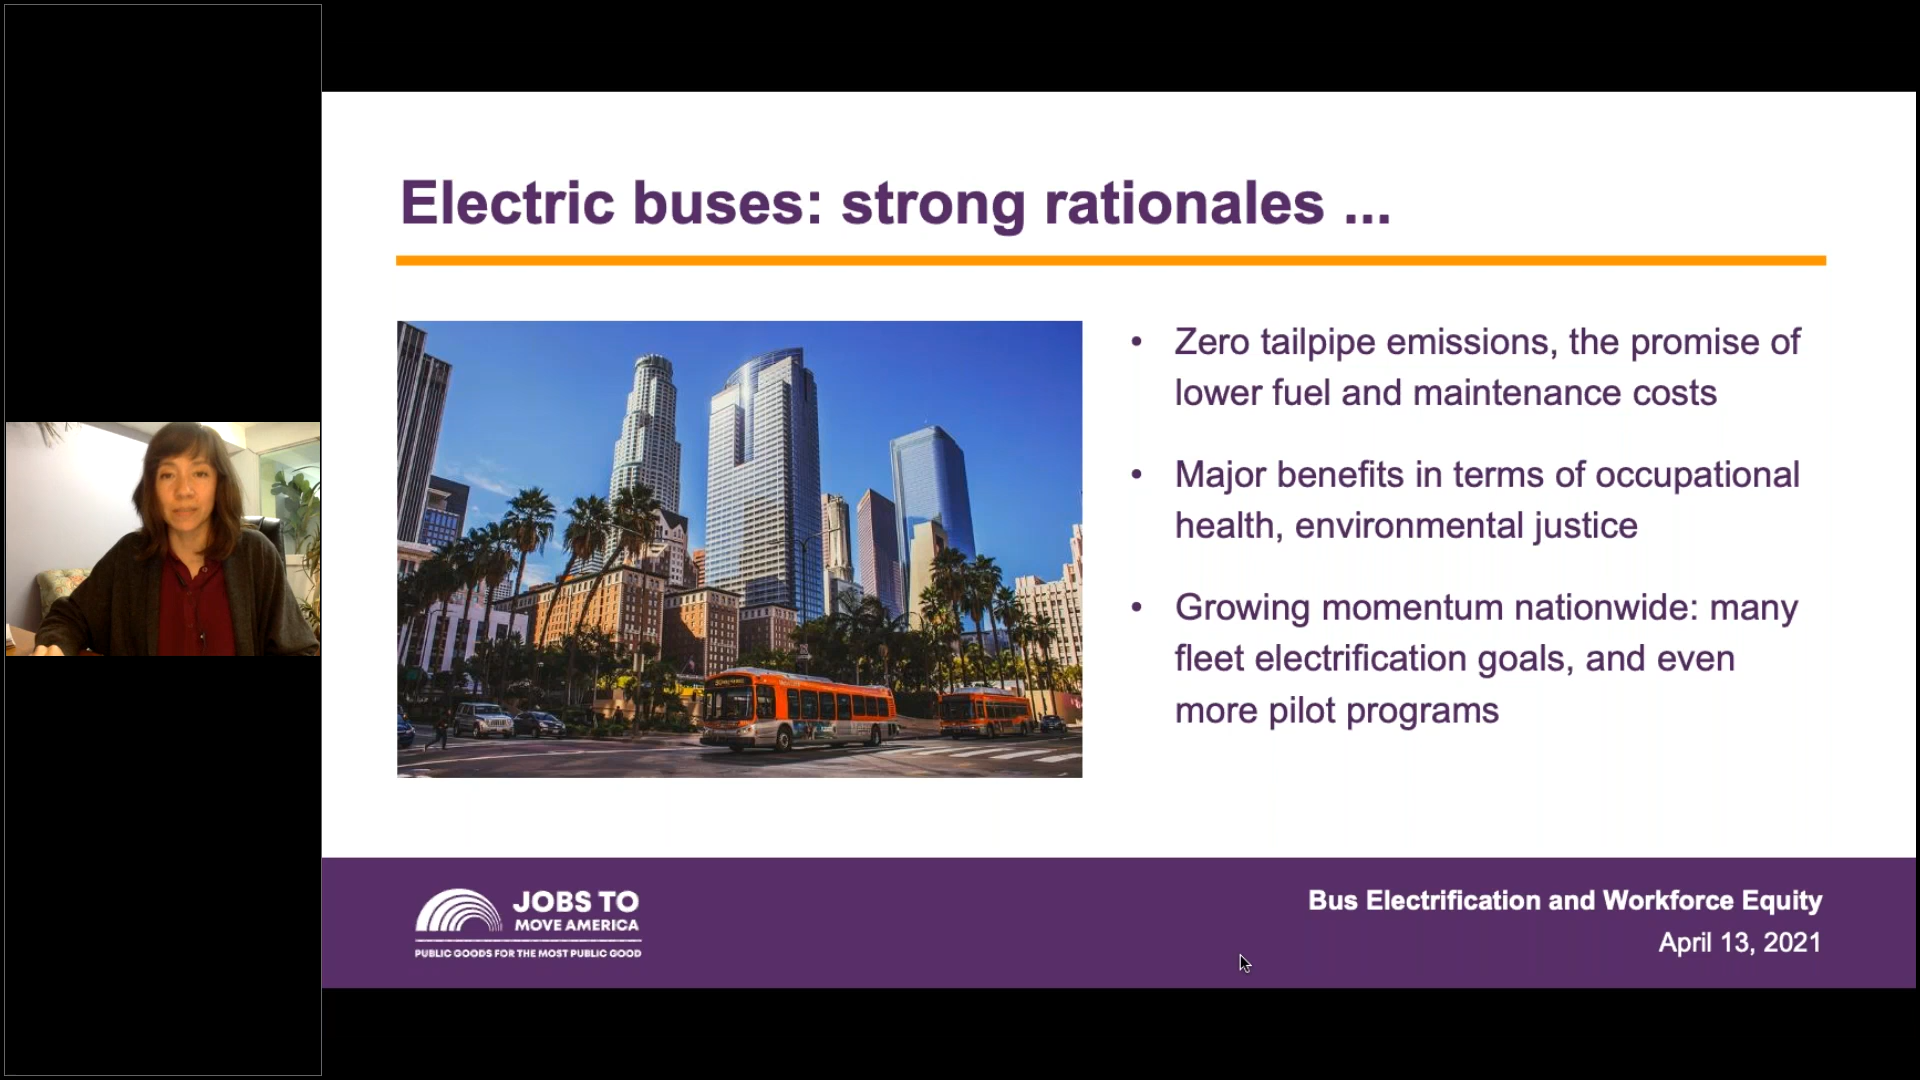 Electric buses: strong rationales ...
• Zero tailpipe emissions, the promise of
lower fuel and maintenance costs
• Major benefits in terms of occupational
health, environmental justice
• Growing momentum nationwide: many
fleet electrification goals, and even
more pilot programs
JOBS TO
MOVE AMERICA
PUBLIC GOODS FOR THE MOST PUBLIC GOOD
Bus Electrification and Workforce Equity
April 13, 2021